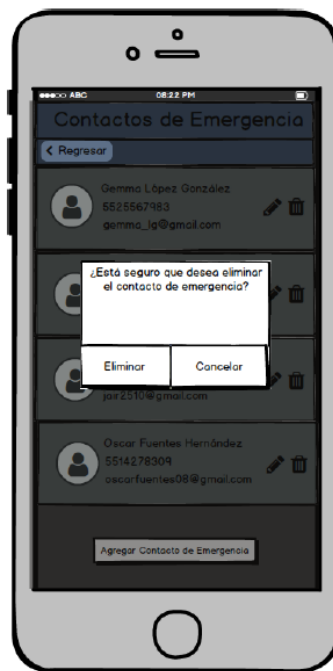 ABC 08:22 PM
Contactos de Emergencia
< Regresar
Gemma López González
5525567983
gemma_lg@gmail.com
¿Está seguro que desea eliminar
el contacto de emergencia?
Eliminar Cancelar
jair2510@gmail.com
Oscar Fuentes Hernández
5514278309
oscarfuentes08@gmail.com
Agregar Contacto de Emergencia